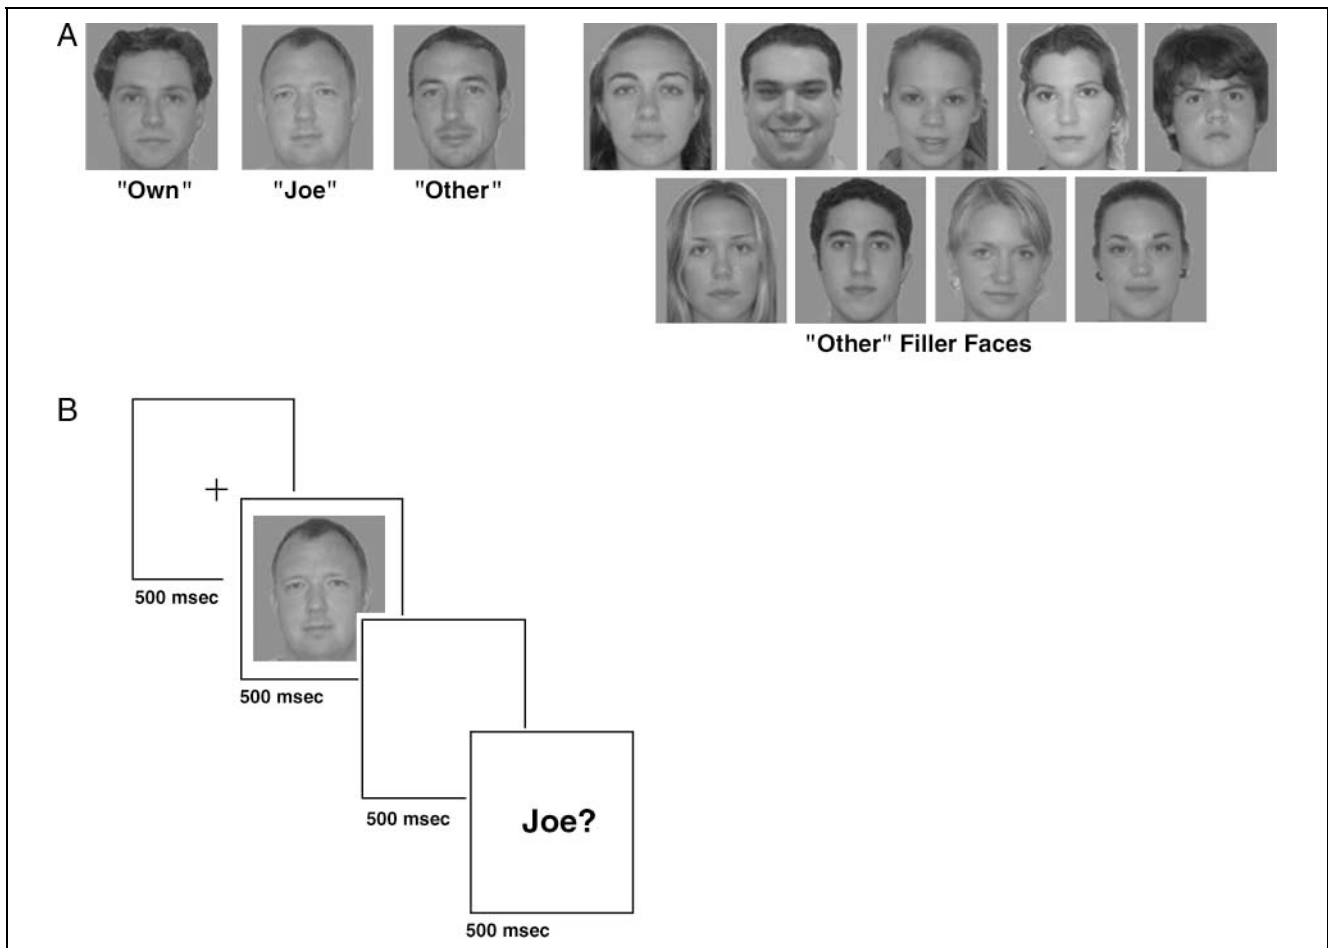 A
"Own" "Joe" "Other"
"Other" Filler Faces
B
500 msec
500 msec
500 msec
Joe?
500 msec